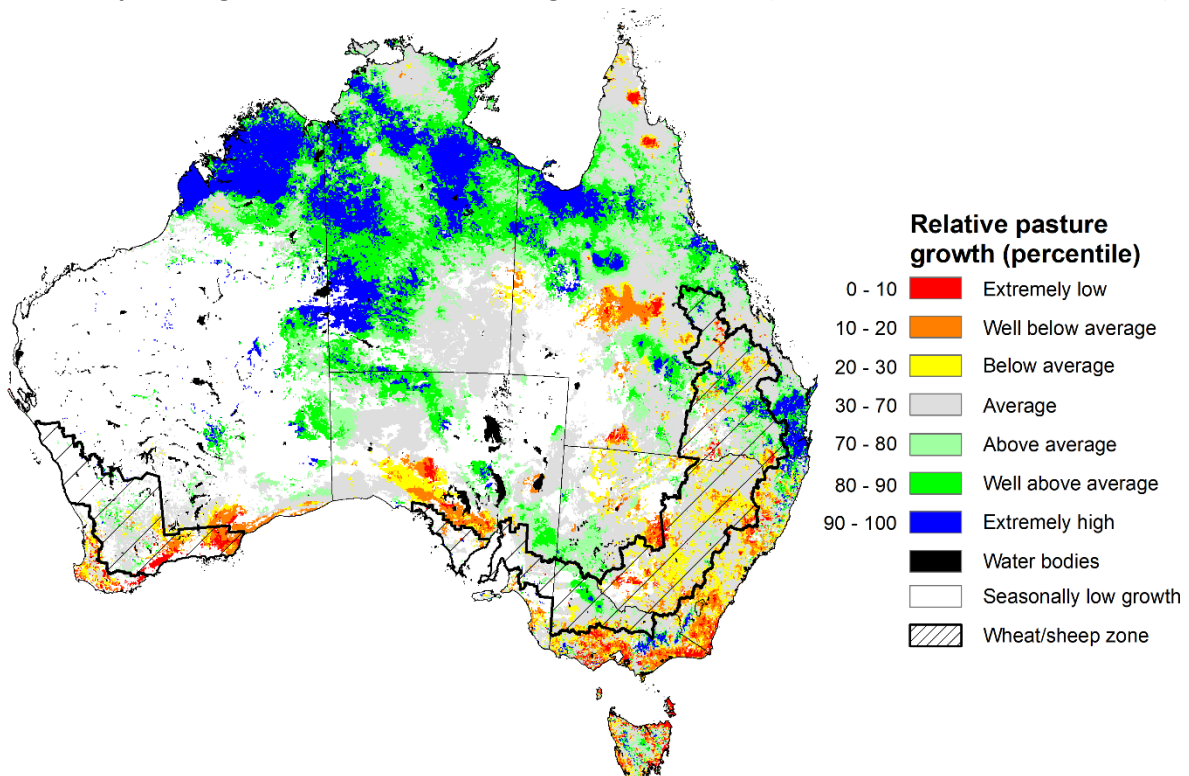 Relative pasture
growth (percentile)
0 - 10 Extremely low
10 - 20 Well below average
20 - 30 Below average
30 - 70 Average
70 - 80 Above average
80 - 90 Well above average
90 - 100 Extremely high
Water bodies
Seasonally low growth
Wheat/sheep zone